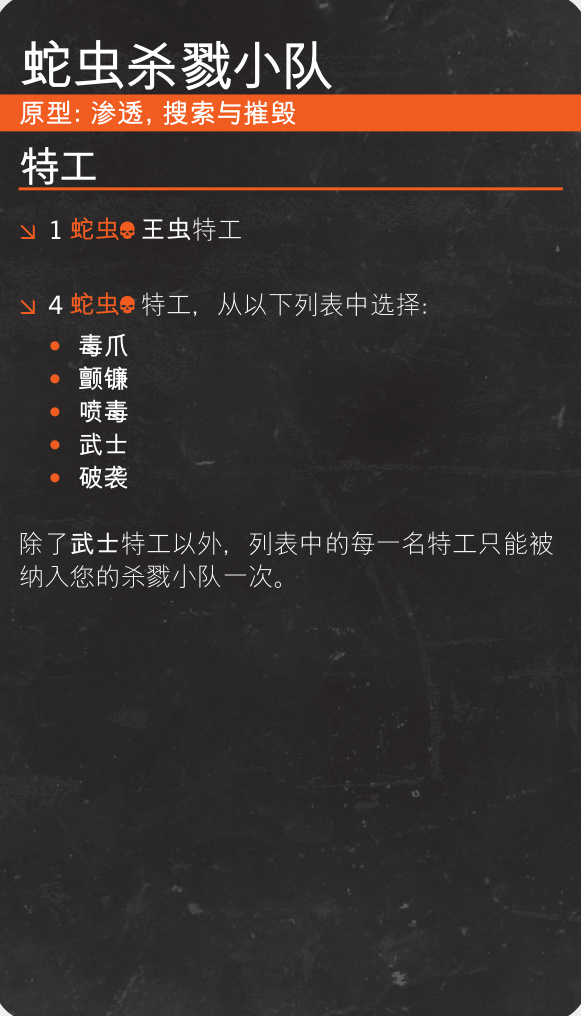 蛇虫杀戮小队
原型: 渗透, 搜索与摧毁
特工
↘ 1 蛇虫💀王虫特工
↘ 4 蛇虫💀特工, 从以下列表中选择:
• 毒爪
• 颤镰
• 喷毒
• 武士
• 破袭
除了武士特工以外, 列表中的每一名特工只能被
纳入您的杀戮小队一次。